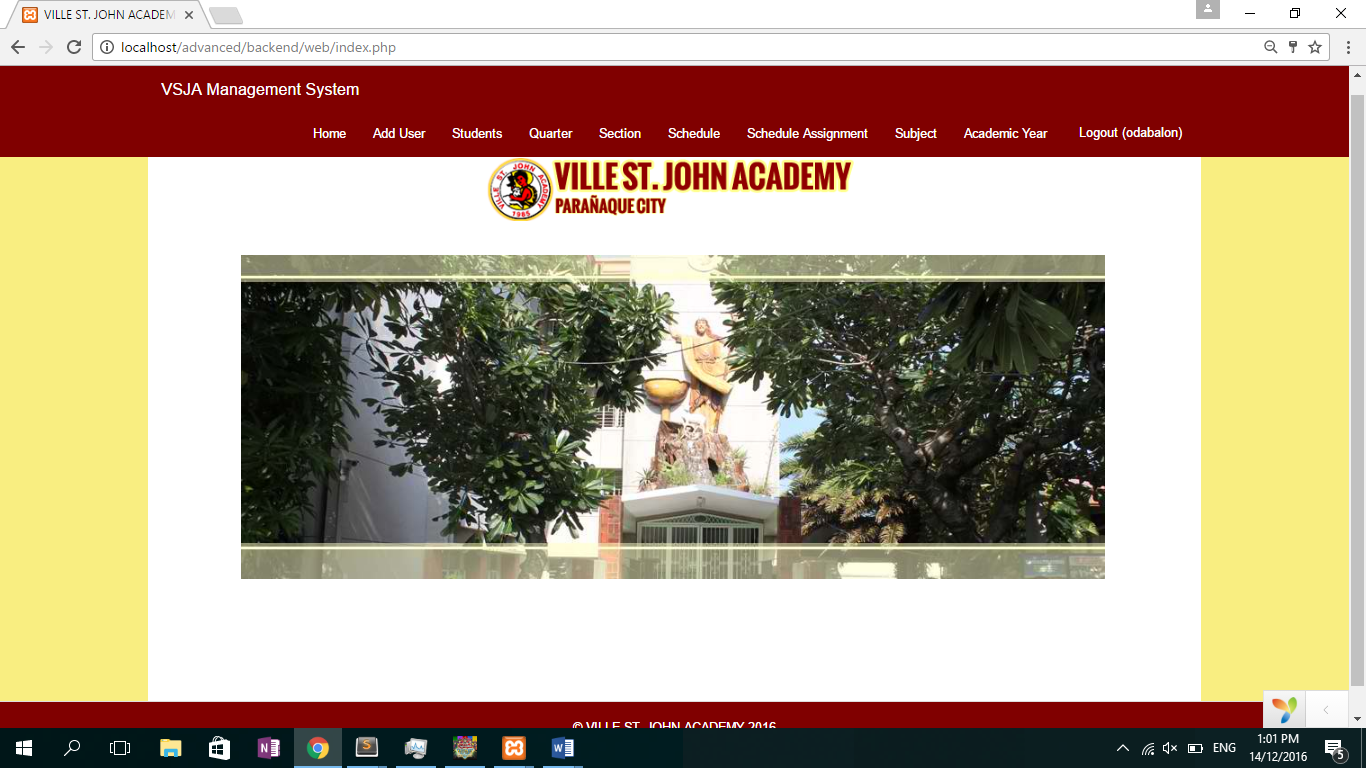 VILLE ST. JOHN ACADEM
localhost/advanced/backend/web/index.php
VSJA Management System
Home Add User Students Quarter Section Schedule Schedule Assignment Subject Academic Year Logout (odabalon)
VILLE ST. JOHN ACADEMY
VILLE ST. JOHN ACADEMY
PARAÑAQUE CITY
1985
© VILLE ST. JOHN ACADEMY 2016
ENG
1:01 PM
14/12/2016
5